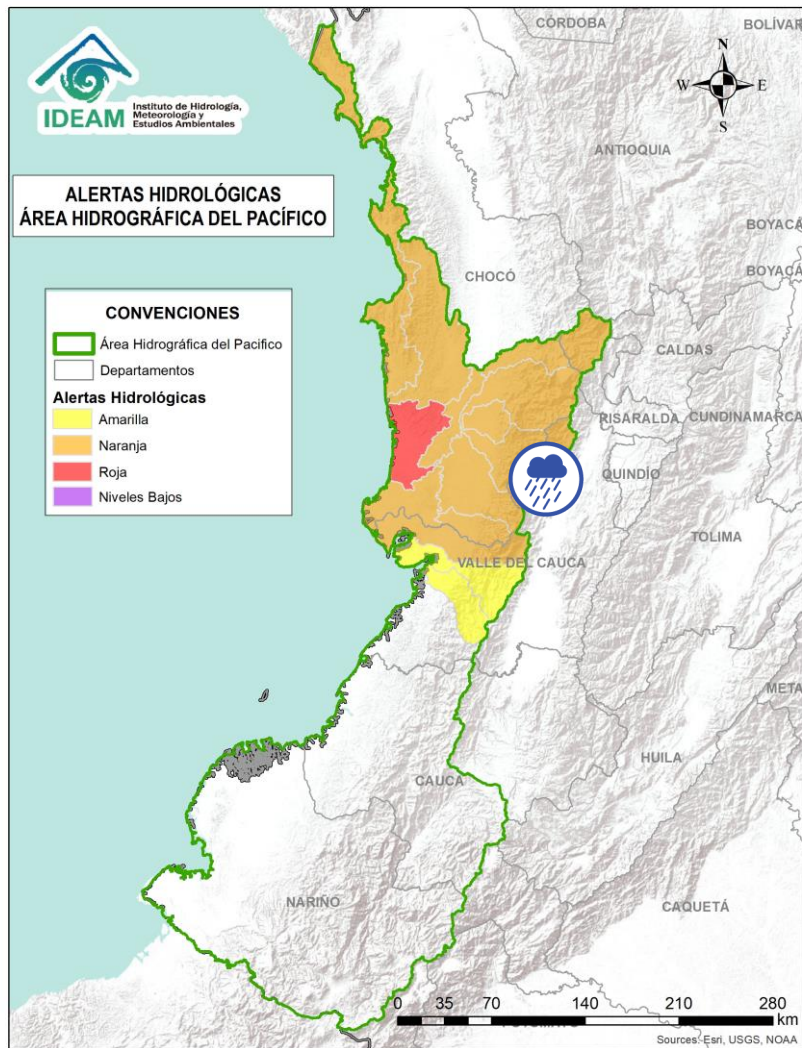 IDEAM
Instituto de Hidrología,
Meteorología y
Estudios Ambientales
ALERTAS HIDROLÓGICAS
ÁREA HIDROGRÁFICA DEL PACÍFICO
CONVENCIONES
Área Hidrográfica del Pacifico
Departamentos
Alertas Hidrológicas
Amarilla
Naranja
Roja
Niveles Bajos
N
W E
S
CÓRDOBA
BOLÍVAR
ANTIOQUIA
BOYACÁ
CHOCÓ
BOYACÁ
CALDAS
RISARALDA
CUNDINAMARCA
QUINDÍO
TOLIMA
VALLE DEL CAUCA
META
HUILA
CAUCA
NARIÑO
CAQUETÁ
0 35 70 140 210 280
km
Sources: Esri, USGS, NOAA